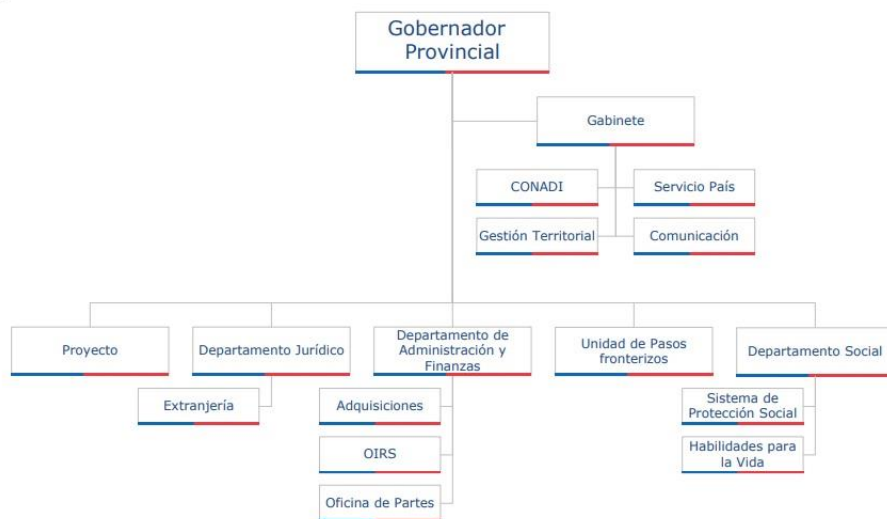 Gobernador
Provincial
Gabinete
CONADI
Servicio País
Gestión Territorial
Comunicación
Proyecto
Departamento Jurídico
Departamento de
Administración y
Finanzas
Unidad de Pasos
fronterizos
Departamento Social
Extranjería
Adquisiciones
Sistema de
Protección Social
OIRS
Habilidades para
la Vida
Oficina de Partes